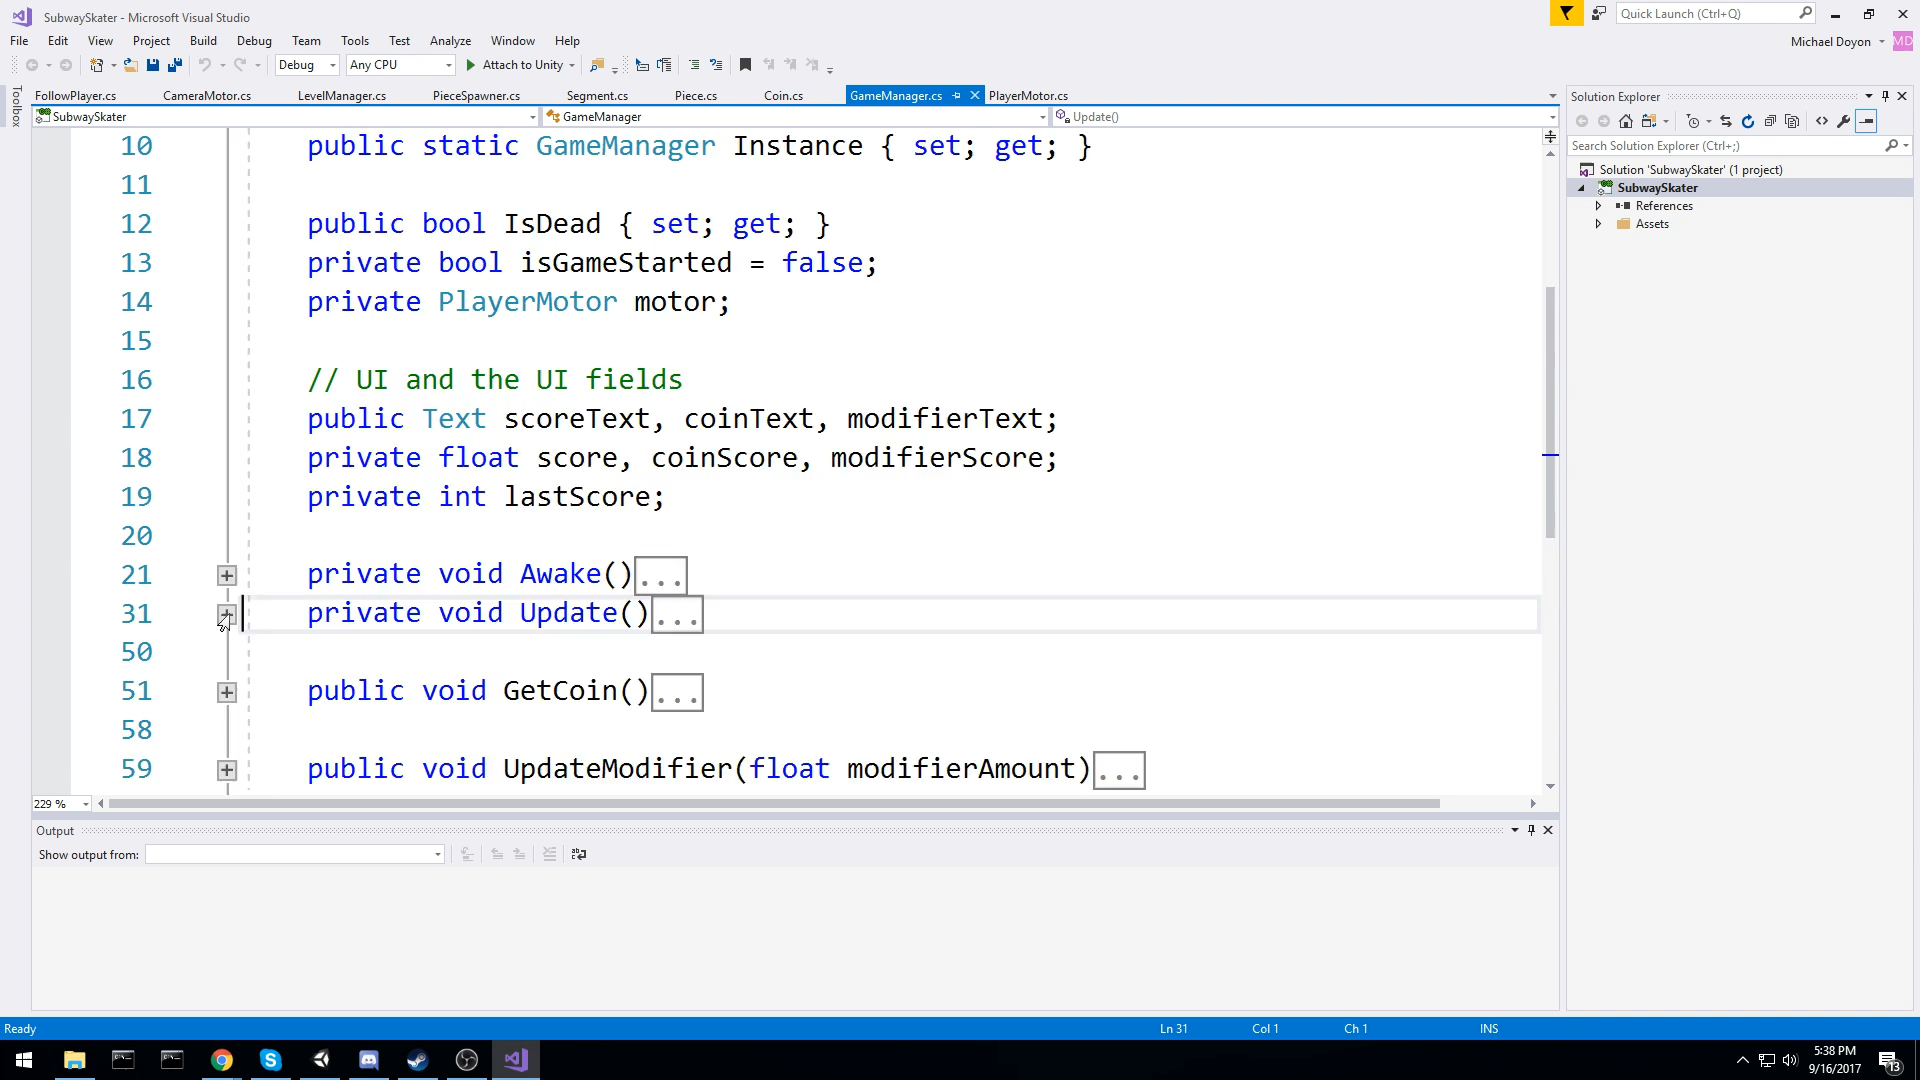 SubwaySkater - Microsoft Visual Studio
Quick Launch (Ctrl+Q)
File Edit View Project Build Debug Team Tools Test Analyze Window Help
Michael Doyon MD
Debug Any CPU Attach to Unity
Toolbox
FollowPlayer.cs CameraMotor.cs LevelManager.cs PieceSpawner.cs Segment.cs Piece.cs Coin.cs GameManager.cs PlayerMotor.cs
SubwaySkater GameManager Update()
10 public static GameManager Instance { set; get; }
11
12 public bool IsDead { set; get; }
13 private bool isGameStarted = false;
14 private PlayerMotor motor;
15
16 // UI and the UI fields
17 public Text scoreText, coinText, modifierText;
18 private float score, coinScore, modifierScore;
19 private int lastScore;
20
21 private void Awake()...
31 private void Update()...
50
51 public void GetCoin()...
58
59 public void UpdateModifier(float modifierAmount)...
229 %
Output
Show output from:
Solution Explorer
Search Solution Explorer (Ctrl+;)
Solution 'SubwaySkater' (1 project)
SubwaySkater
References
Assets
Ready Ln 31 Col 1 Ch 1 INS
5:38 PM
9/16/2017
13